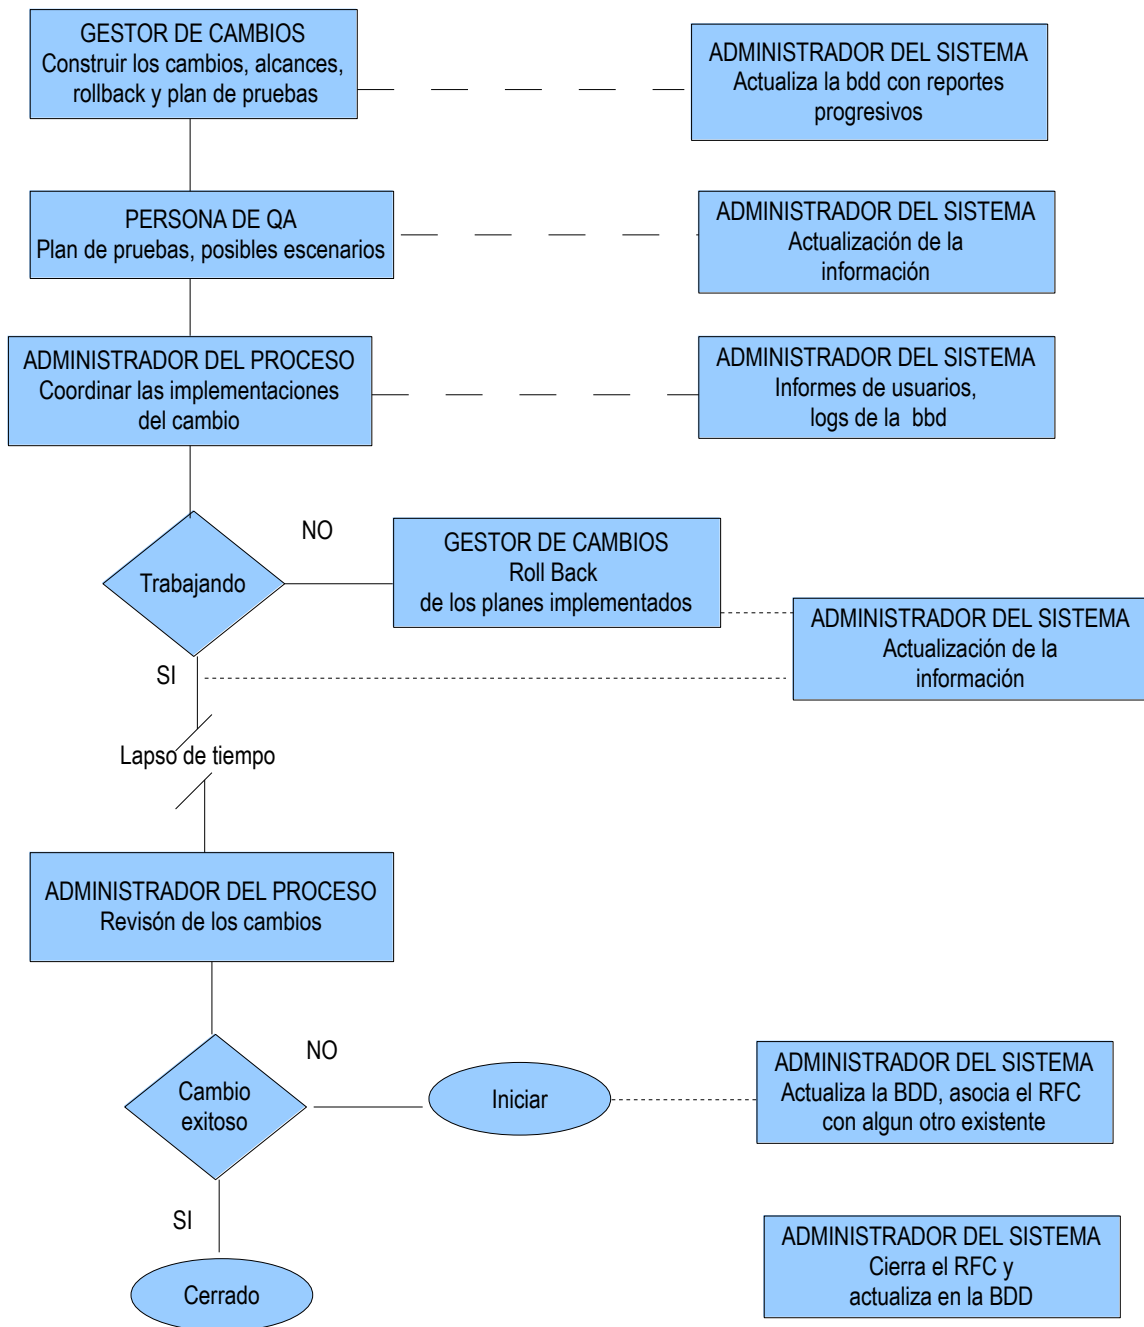 GESTOR DE CAMBIOS
Construir los cambios, alcances,
rollback y plan de pruebas
ADMINISTRADOR DEL SISTEMA
Actualiza la bdd con reportes
progresivos
PERSONA DE QA
Plan de pruebas, posibles escenarios
ADMINISTRADOR DEL SISTEMA
Actualización de la
información
ADMINISTRADOR DEL PROCESO
Coordinar las implementaciones
del cambio
ADMINISTRADOR DEL SISTEMA
Informes de usuarios,
logs de la bbd
Trabajando
NO
GESTOR DE CAMBIOS
Roll Back
de los planes implementados
ADMINISTRADOR DEL SISTEMA
Actualización de la
información
SI
Lapso de tiempo
ADMINISTRADOR DEL PROCESO
Revisón de los cambios
Cambio
exitoso
NO
Iniciar
ADMINISTRADOR DEL SISTEMA
Actualiza la BDD, asocia el RFC
con algun otro existente
SI
Cerrado
ADMINISTRADOR DEL SISTEMA
Cierra el RFC y
actualiza en la BDD